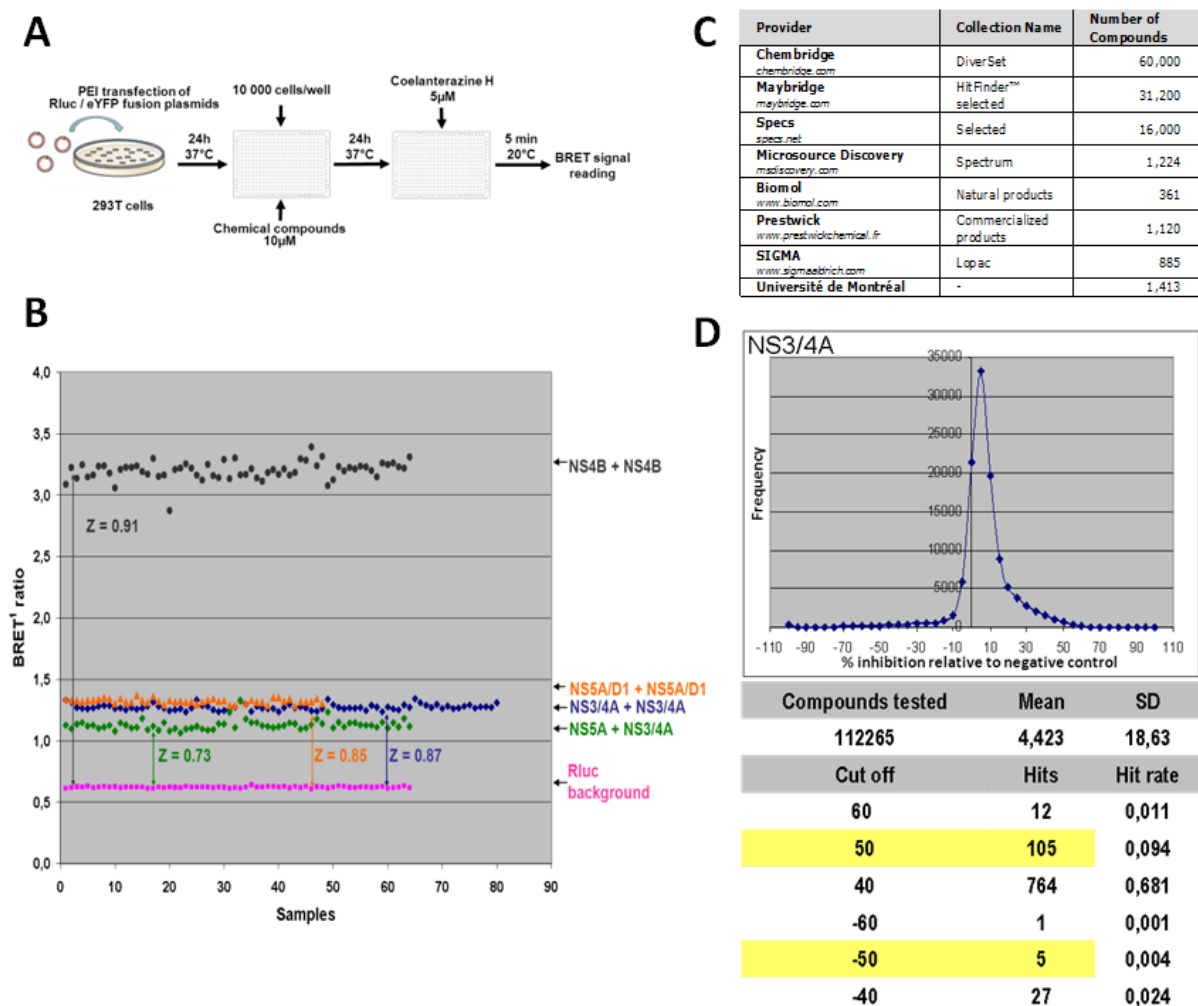 A
PEI transfection of
Rluc / eYFP fusion plasmids
293T cells
24h
37°C
10 000 cells/well
Chemical compounds
10µM
24h
37°C
Coelanterazine H
5µM
5 min
20°C
BRET signal
reading
B
4,0
3,5
3,0
2,5
2,0
1,5
1,0
0,5
0,0
BRET¹ ratio
0 10 20 30 40 50 60 70 80 90
Samples
Z = 0.91
Z = 0.73
Z = 0.85
Z = 0.87
NS4B + NS4B
NS5A/D1 + NS5A/D1
NS3/4A + NS3/4A
NS5A + NS3/4A
Rluc
background
C
Provider Collection Name Number of
Compounds
Chembridge
chembridge.com
DiverSet 60,000
Maybridge
maybridge.com
HitFinder™
selected
31,200
Specs
specs.net
Selected 16,000
Microsource Discovery
msdiscovery.com
Spectrum 1,224
Biomol
www.biomol.com
Natural products 361
Prestwick
www.prestwickchemical.fr
Commercialized
products
1,120
SIGMA
www.sigmaaldrich.com
Lopac 885
Université de Montréal - 1,413
D
NS3/4A
35000
30000
25000
20000
15000
10000
5000
0
Frequency
-110 -90 -70 -50 -30 -10 10 30 50 70 90 110
% inhibition relative to negative control
Compounds tested Mean SD
112265 4,423 18,63
Cut off Hits Hit rate
60 12 0,011
50 105 0,094
40 764 0,681
-60 1 0,001
-50 5 0,004
-40 27 0,024